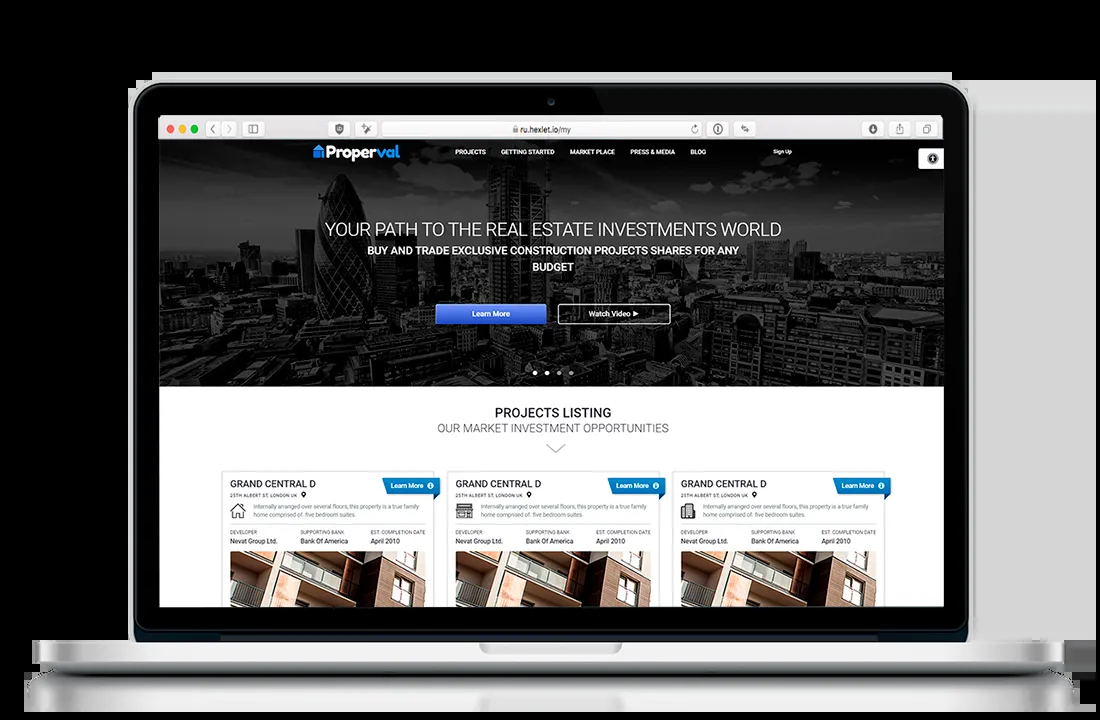 ru.hexlet.io/my
Properval PROJECTS GETTING STARTED MARKET PLACE PRESS & MEDIA BLOG Sign Up
YOUR PATH TO THE REAL ESTATE INVESTMENTS WORLD
BUY AND TRADE EXCLUSIVE CONSTRUCTION PROJECTS SHARES FOR ANY
BUDGET
Learn More Watch Video
PROJECTS LISTING
OUR MARKET INVESTMENT OPPORTUNITIES
GRAND CENTRAL D
Learn More
25TH ALBERT ST, LONDON UK
Internally arranged over several floors, this property is a true family
home comprised of. five bedroom suites.
DEVELOPER SUPPORTING BANK EST. COMPLETION DATE
Nevat Group Ltd. Bank Of America April 2010
GRAND CENTRAL D
Learn More
25TH ALBERT ST, LONDON UK
Internally arranged over several floors, this property is a true family
home comprised of. five bedroom suites.
DEVELOPER SUPPORTING BANK EST. COMPLETION DATE
Nevat Group Ltd. Bank Of America April 2010
GRAND CENTRAL D
Learn More
25TH ALBERT ST, LONDON UK
Internally arranged over several floors, this property is a true family
home comprised of. five bedroom suites.
DEVELOPER SUPPORTING BANK EST. COMPLETION DATE
Nevat Group Ltd. Bank Of America April 2010